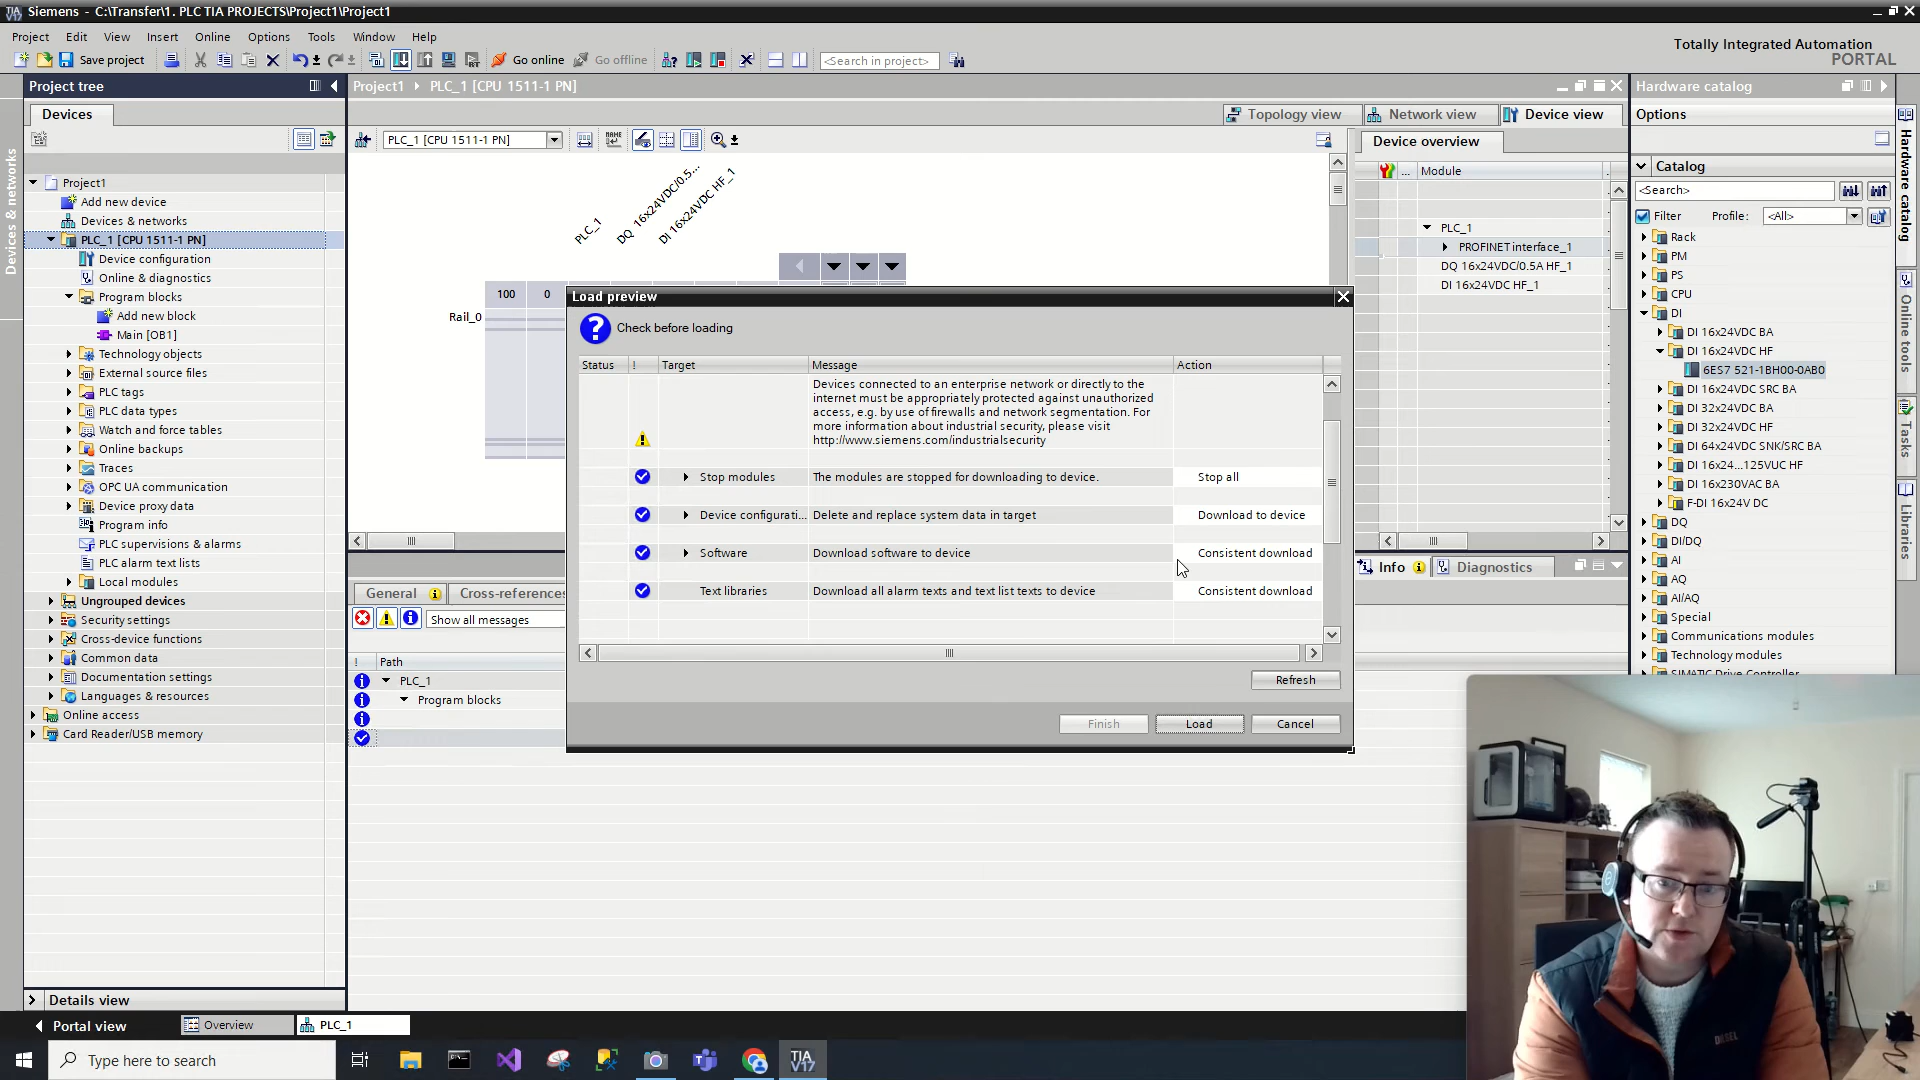 Siemens - C:\Transfer\1. PLC TIA PROJECTS\Project1\Project1
Project Edit View Insert Online Options Tools Window Help
Totally Integrated Automation
PORTAL
Save project
Go online
Go offline
<Search in project>
Project tree
Project1 PLC_1 [CPU 1511-1 PN]
Hardware catalog
Devices
Topology view
Network view
Device view
Options
PLC_1 [CPU 1511-1 PN]
Device overview
Catalog
... Module
<Search>
Filter Profile: <All>
Devices & networks
Project1
Add new device
Devices & networks
PLC_1 [CPU 1511-1 PN]
Device configuration
Online & diagnostics
Program blocks
Add new block
Main [OB1]
Technology objects
External source files
PLC tags
PLC data types
Watch and force tables
Online backups
Traces
OPC UA communication
Device proxy data
Program info
PLC supervisions & alarms
PLC alarm text lists
Local modules
Ungrouped devices
Security settings
Cross-device functions
Common data
Documentation settings
Languages & resources
Online access
Card Reader/USB memory
PLC_1
DQ 16x24VDC/0.5...
DI 16x24VDC HF_1
100 0
Rail_0
PLC_1
PROFINET interface_1
DQ 16x24VDC/0.5A HF_1
DI 16x24VDC HF_1
Load preview
Check before loading
Status ! Target Message Action
Devices connected to an enterprise network or directly to the
internet must be appropriately protected against unauthorized
access, e.g. by use of firewalls and network segmentation. For
more information about industrial security, please visit
http://www.siemens.com/industrialsecurity
Stop modules The modules are stopped for downloading to device. Stop all
Device configurati... Delete and replace system data in target Download to device
Software Download software to device Consistent download
Text libraries Download all alarm texts and text list texts to device Consistent download
Refresh
Finish Load Cancel
Info
Diagnostics
General
Cross-references
Show all messages
! Path
PLC_1
Program blocks
Rack
PM
PS
CPU
DI
DI 16x24VDC BA
DI 16x24VDC HF
6ES7 521-1BH00-0AB0
DI 16x24VDC SRC BA
DI 32x24VDC BA
DI 32x24VDC HF
DI 64x24VDC SNK/SRC BA
DI 16x24...125VUC HF
DI 16x230VAC BA
F-DI 16x24V DC
DQ
DI/DQ
AI
AQ
AI/AQ
Special
Communications modules
Technology modules
SIMATIC Drive Controller
Hardware catalog
Online tools
Tasks
Libraries
Details view
Portal view
Overview
PLC_1
Type here to search
TIA
V17
DIESEL